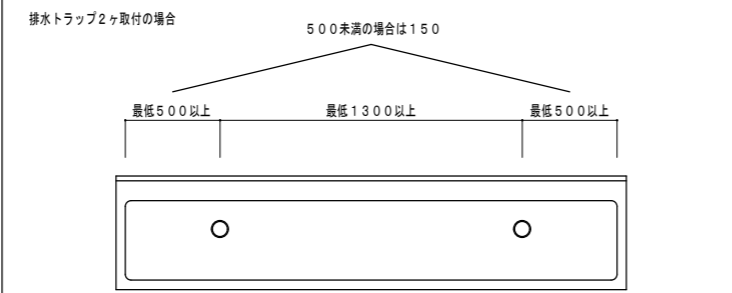 排水トラップ２ヶ取付の場合
５００未満の場合は１５０
最低５００以上
最低１３００以上
最低５００以上